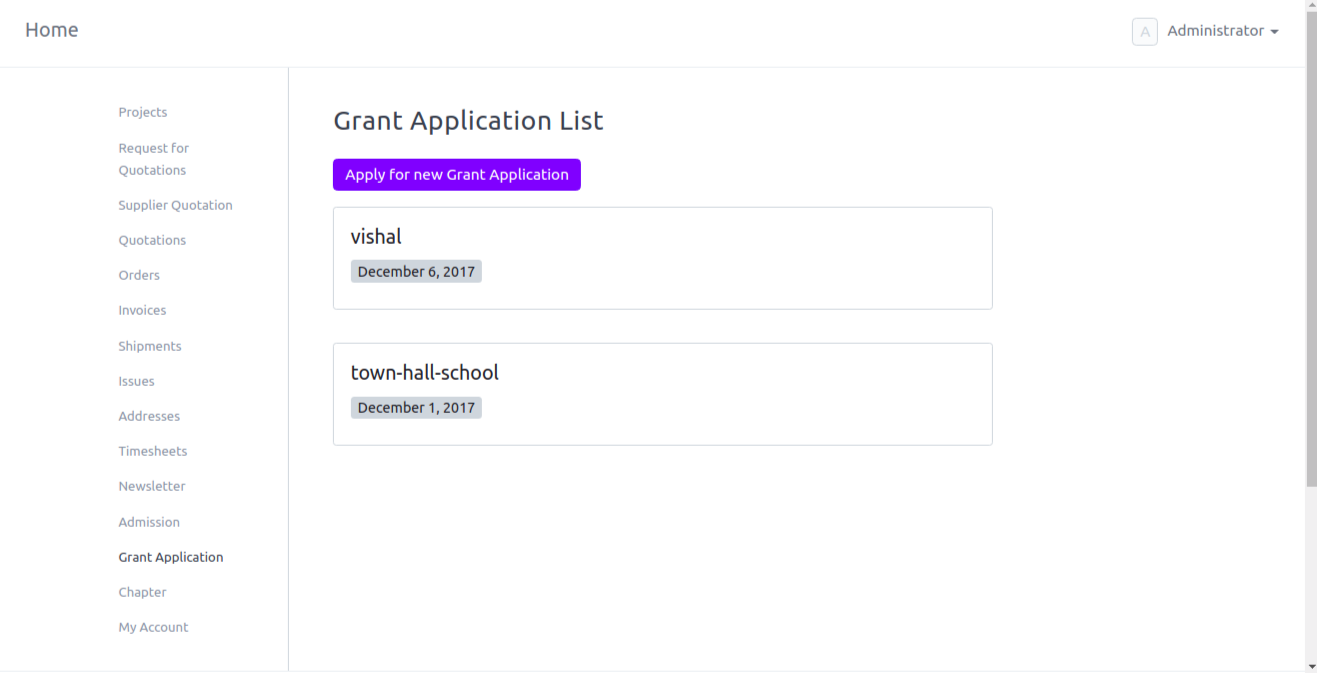 Home
A
Administrator
Projects
Request for
Quotations
Supplier Quotation
Quotations
Orders
Invoices
Shipments
Issues
Addresses
Timesheets
Newsletter
Admission
Grant Application
Chapter
My Account
Grant Application List
Apply for new Grant Application
vishal
December 6, 2017
town-hall-school
December 1, 2017